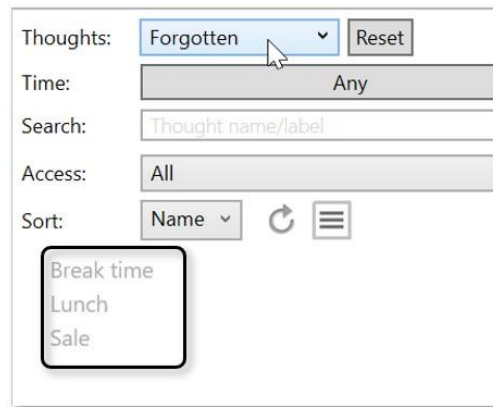 Thoughts: Forgotten Reset
Time: Any
Search: Thought name/label
Access: All
Sort: Name
Break time
Lunch
Sale